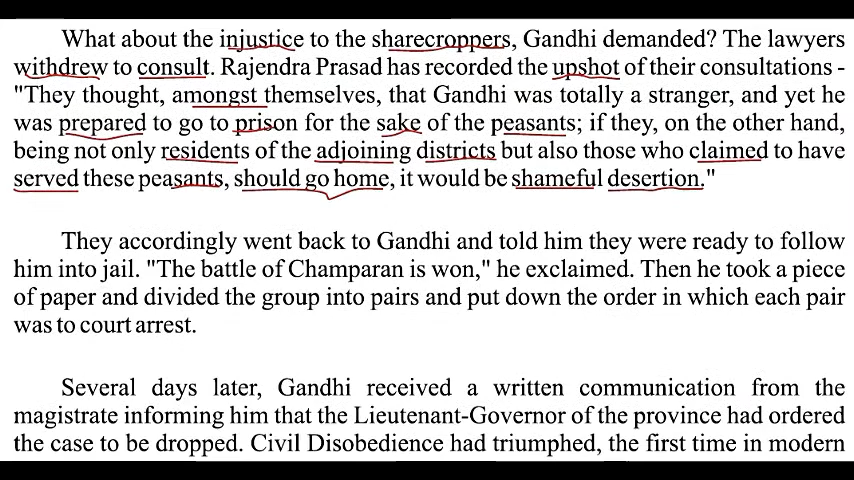 What about the injustice to the sharecroppers, Gandhi demanded? The lawyers
withdrew to consult. Rajendra Prasad has recorded the upshot of their consultations -
"They thought, amongst themselves, that Gandhi was totally a stranger, and yet he
was prepared to go to prison for the sake of the peasants; if they, on the other hand,
being not only residents of the adjoining districts but also those who claimed to have
served these peasants, should go home, it would be shameful desertion."
They accordingly went back to Gandhi and told him they were ready to follow
him into jail. "The battle of Champaran is won," he exclaimed. Then he took a piece
of paper and divided the group into pairs and put down the order in which each pair
was to court arrest.
Several days later, Gandhi received a written communication from the
magistrate informing him that the Lieutenant-Governor of the province had ordered
the case to be dropped. Civil Disobedience had triumphed, the first time in modern